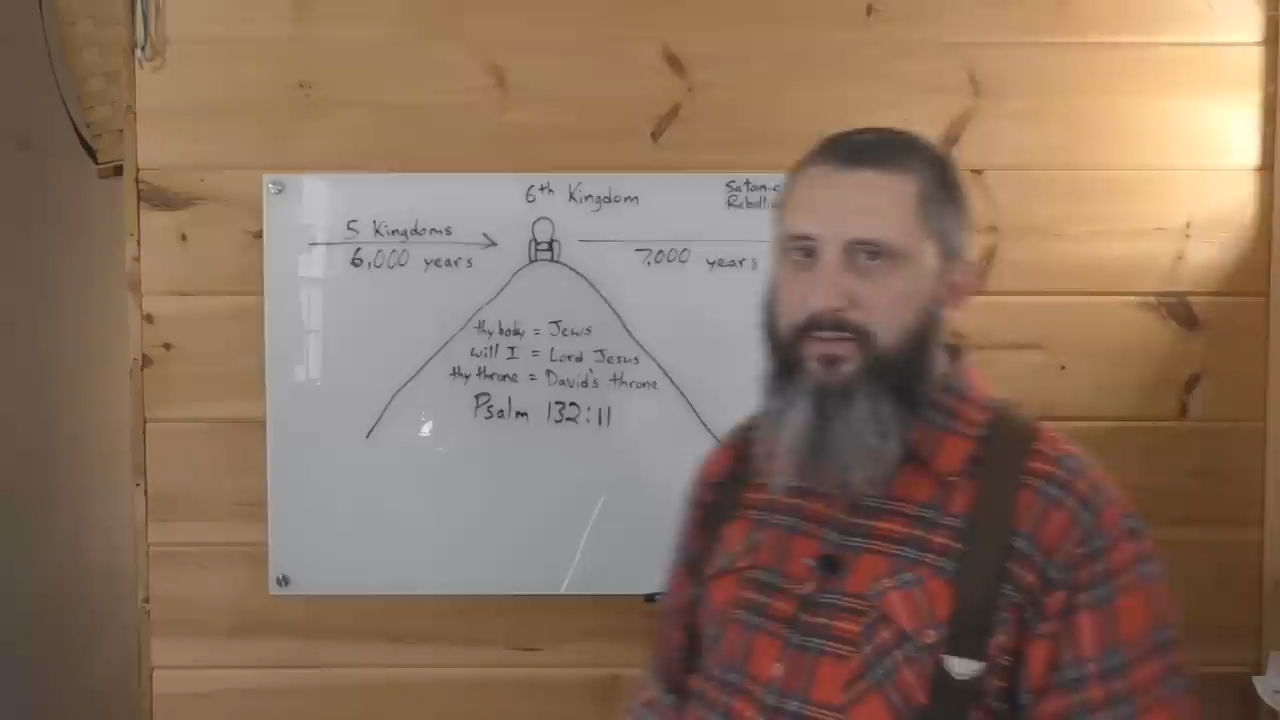 6th Kingdom
Satanic
5 Kingdoms
6,000 years
7,000 years
thy body = Jews
will I = Lord Jesus
thy throne = David's throne
Psalm 132:11